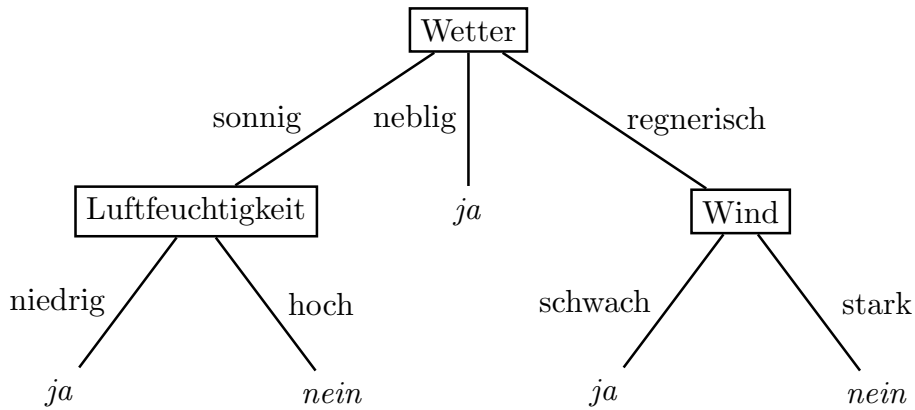 Wetter
sonnig neblig regnerisch
Luftfeuchtigkeit ja Wind
niedrig hoch schwach stark
ja nein ja nein